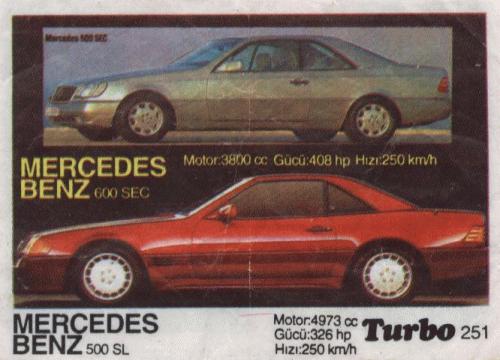 Mercedes 600 SEC
MERCEDES
BENZ 600 SEC
Motor:3800 cc Gücü:408 hp Hızı:250 km/h
MERCEDES
BENZ 500 SL
Motor:4973 cc
Gücü:326 hp
Hızı:250 km/h
Turbo 251